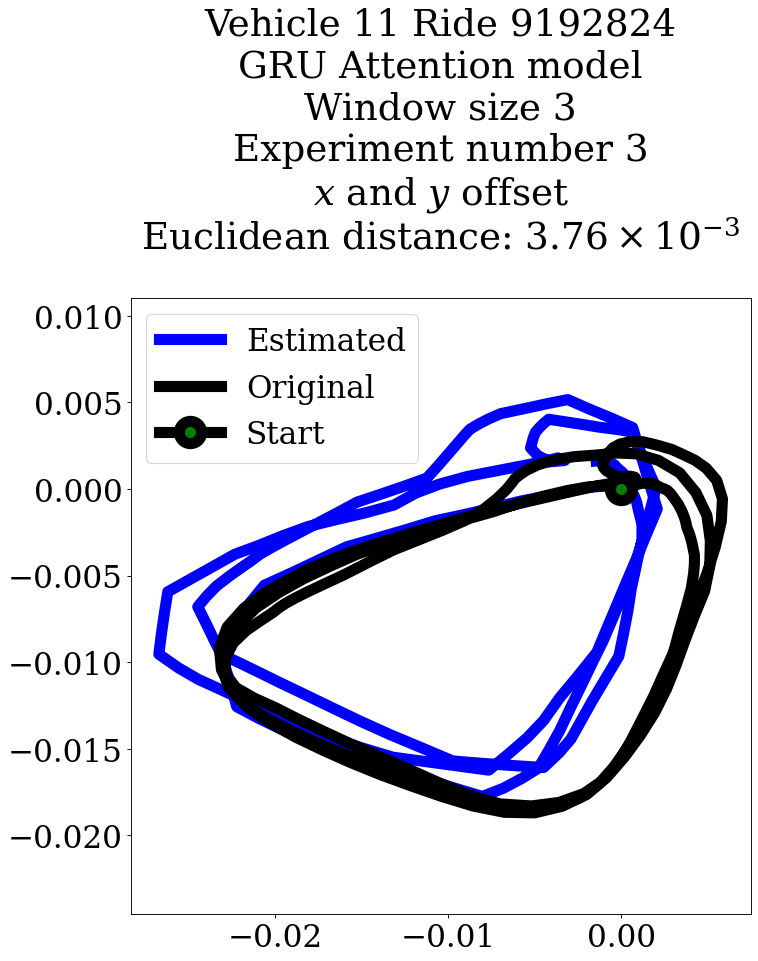 Vehicle 11 Ride 9192824
GRU Attention model
Window size 3
Experiment number 3
x and y offset
Euclidean distance: 3.76 × 10⁻³
Estimated
Original
Start
0.010
0.005
0.000
−0.005
−0.010
−0.015
−0.020
−0.02 −0.01 0.00